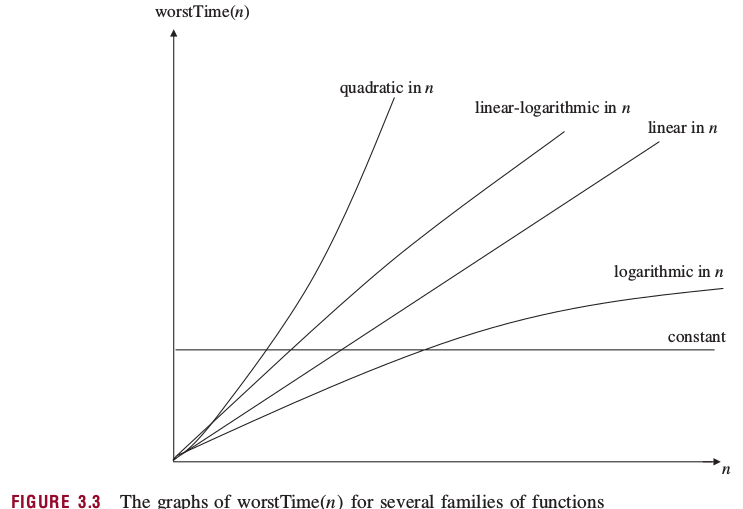 worstTime(n)
quadratic in n
linear-logarithmic in n
linear in n
logarithmic in n
constant
n
FIGURE 3.3 The graphs of worstTime(n) for several families of functions